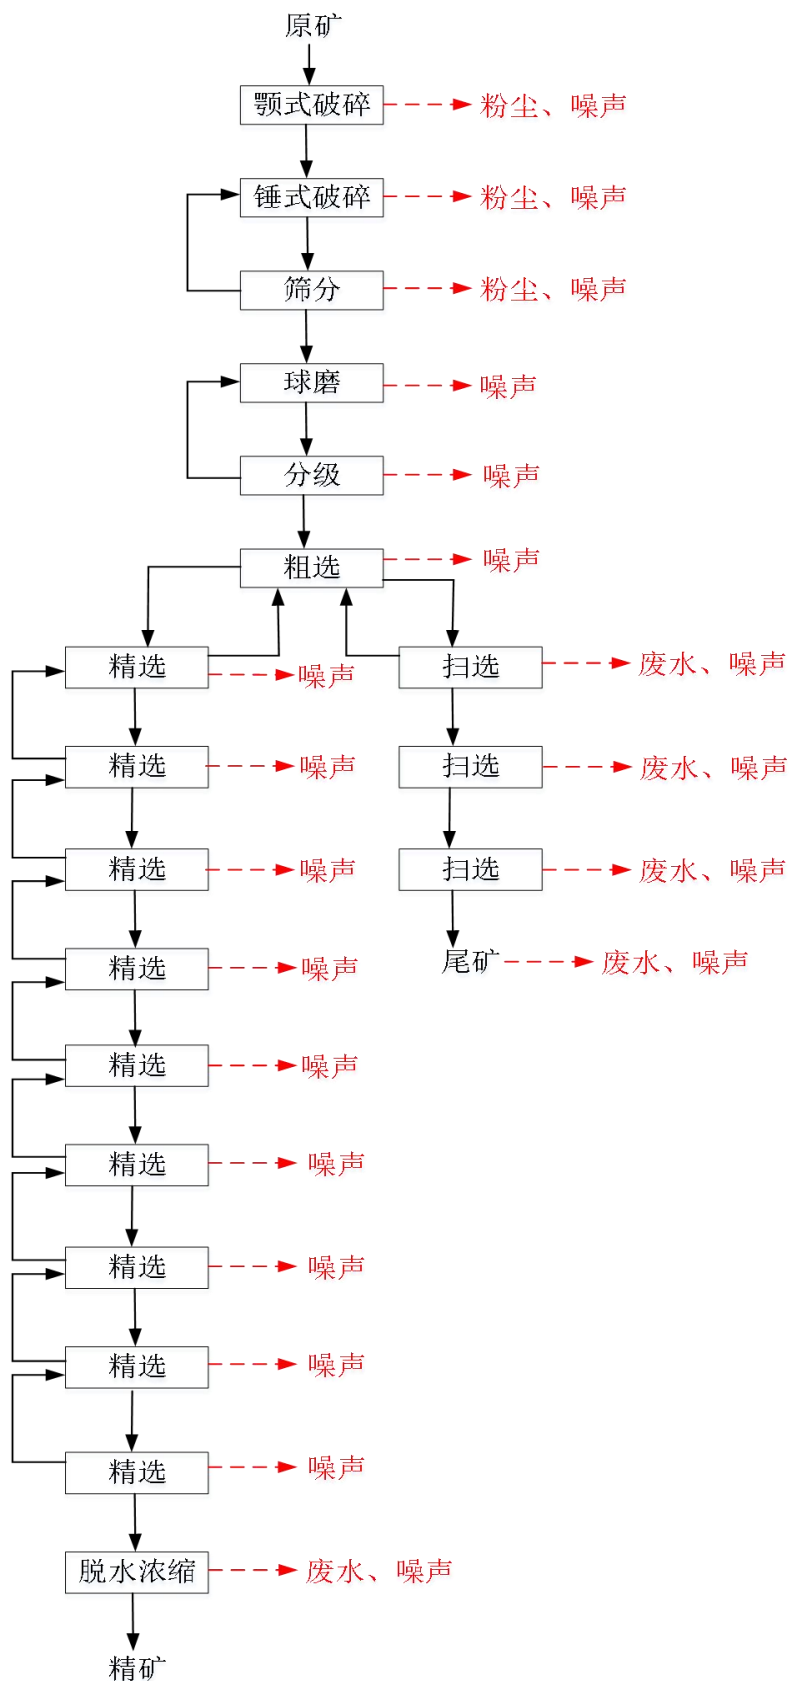 原矿
颚式破碎 粉尘、噪声
锤式破碎 粉尘、噪声
筛分 粉尘、噪声
球磨 噪声
分级 噪声
粗选 噪声
精选 噪声 扫选 废水、噪声
精选 噪声 扫选 废水、噪声
精选 噪声 扫选 废水、噪声
精选 噪声 尾矿 废水、噪声
精选 噪声
精选 噪声
精选 噪声
精选 噪声
精选 噪声
脱水浓缩 废水、噪声
精矿